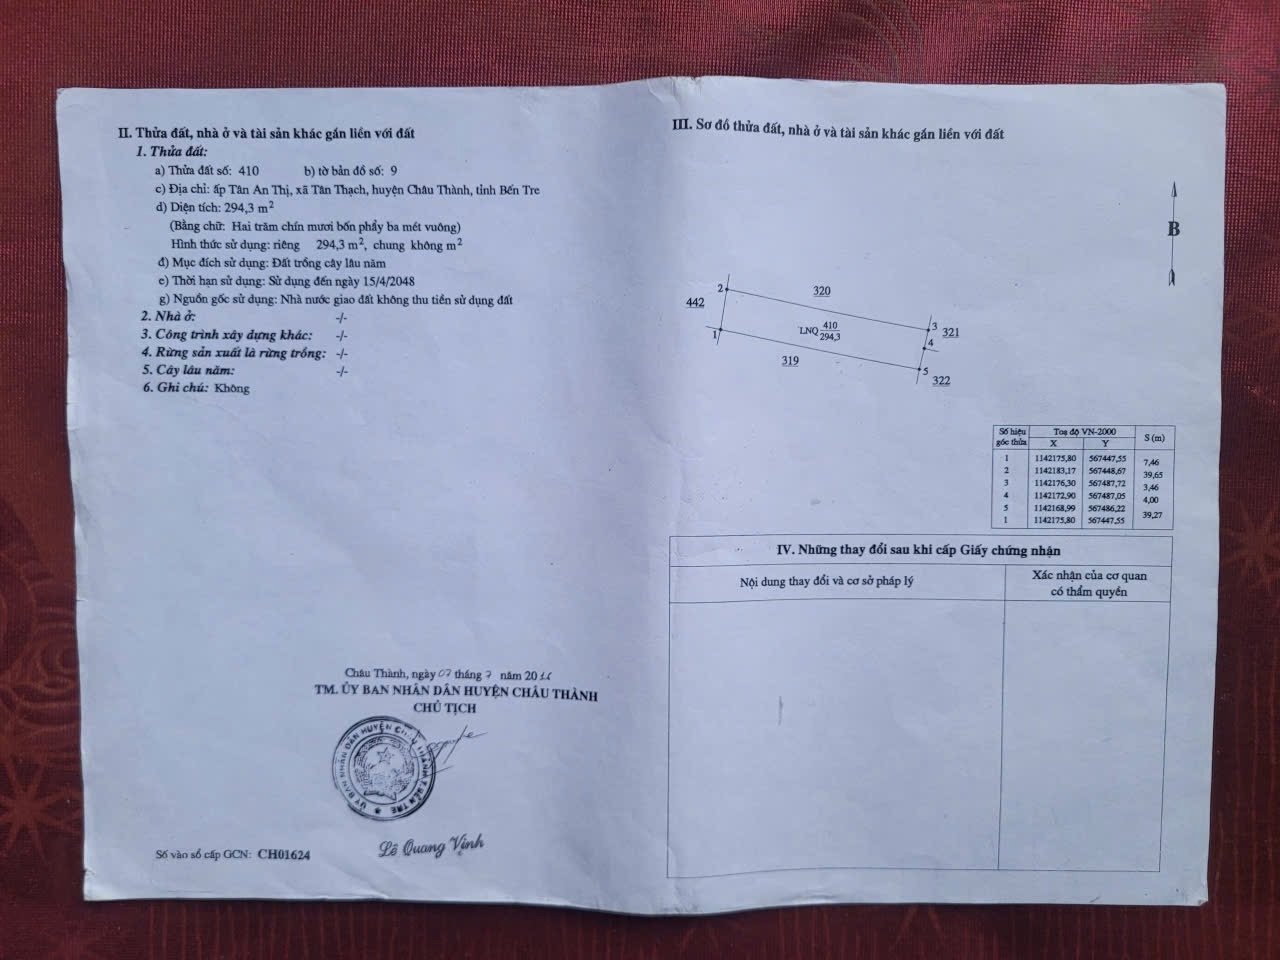 II. Thửa đất, nhà ở và tài sản khác gắn liền với đất
1. Thửa đất:
a) Thửa đất số: 410 b) tờ bản đồ số: 9
c) Địa chỉ: ấp Tân An Thị, xã Tân Thạch, huyện Châu Thành, tỉnh Bến Tre
d) Diện tích: 294,3 m²
(Bằng chữ: Hai trăm chín mươi bốn phẩy ba mét vuông)
Hình thức sử dụng: riêng 294,3 m², chung không m²
đ) Mục đích sử dụng: Đất trồng cây lâu năm
e) Thời hạn sử dụng: Sử dụng đến ngày 15/4/2048
g) Nguồn gốc sử dụng: Nhà nước giao đất không thu tiền sử dụng đất
2. Nhà ở: -/-
3. Công trình xây dựng khác: -/-
4. Rừng sản xuất là rừng trồng: -/-
5. Cây lâu năm: -/-
6. Ghi chú: Không
Châu Thành, ngày 07 tháng 7 năm 20
TM. ỦY BAN NHÂN DÂN HUYỆN CHÂU THÀNH
CHỦ TỊCH
ỦY BAN NHÂN DÂN HUYỆN CHÂU THÀNH T. BẾN TRE
Lê Quang Vịnh
Số vào sổ cấp GCN: CH01624
III. Sơ đồ thửa đất, nhà ở và tài sản khác gắn liền với đất
B
2
320
442
3
321
LNQ 410
294,3
1
4
319
5
322
Số hiệu góc thửa Toạ độ VN-2000 S (m)
X Y
1 1142175,80 567447,55
7,46
2 1142183,17 567448,67
39,65
3 1142176,30 567487,72
3,46
4 1142172,90 567487,05
4,00
5 1142168,99 567486,22
39,27
1 1142175,80 567447,55
IV. Những thay đổi sau khi cấp Giấy chứng nhận
Nội dung thay đổi và cơ sở pháp lý
Xác nhận của cơ quan
có thẩm quyền